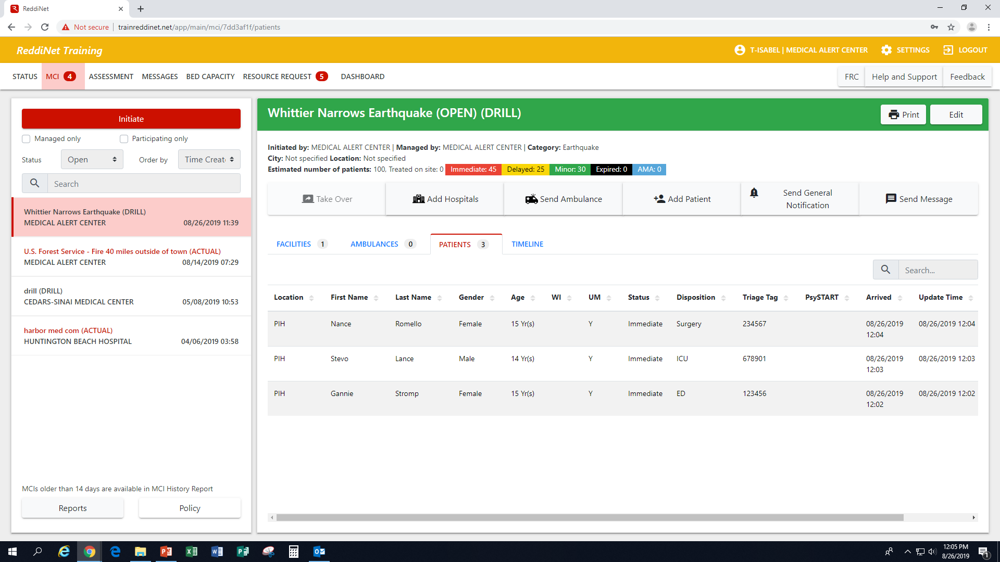 ReddiNet
Not secure | trainreddinet.net/app/main/mci/7dd3af1f/patients
ReddiNet Training
T-ISABEL | MEDICAL ALERT CENTER SETTINGS LOGOUT
STATUS MCI 4 ASSESSMENT MESSAGES BED CAPACITY RESOURCE REQUEST 5 DASHBOARD
FRC Help and Support Feedback
Initiate
Managed only Participating only
Status Open Order by Time Creat
Search
Whittier Narrows Earthquake (DRILL)
MEDICAL ALERT CENTER 08/26/2019 11:39
U.S. Forest Service - Fire 40 miles outside of town (ACTUAL)
MEDICAL ALERT CENTER 08/14/2019 07:29
drill (DRILL)
CEDARS-SINAI MEDICAL CENTER 05/08/2019 10:53
harbor med com (ACTUAL)
HUNTINGTON BEACH HOSPITAL 04/06/2019 03:58
MCIs older than 14 days are available in MCI History Report
Reports Policy
Whittier Narrows Earthquake (OPEN) (DRILL)
Print Edit
Initiated by: MEDICAL ALERT CENTER | Managed by: MEDICAL ALERT CENTER | Category: Earthquake
City: Not specified Location: Not specified
Estimated number of patients: 100, Treated on site: 0 Immediate: 45 Delayed: 25 Minor: 30 Expired: 0 AMA: 0
Take Over Add Hospitals Send Ambulance Add Patient Send General Notification Send Message
FACILITIES 1 AMBULANCES 0 PATIENTS 3 TIMELINE
Search...
Location First Name Last Name Gender Age WI UM Status Disposition Triage Tag PsySTART Arrived Update Time
PIH Nance Romello Female 15 Yr(s) Y Immediate Surgery 234567 08/26/2019 12:04 08/26/2019 12:04
PIH Stevo Lance Male 14 Yr(s) Y Immediate ICU 678901 08/26/2019 12:03 08/26/2019 12:03
PIH Gannie Stromp Female 15 Yr(s) Y Immediate ED 123456 08/26/2019 12:02 08/26/2019 12:02
12:05 PM
8/26/2019
1